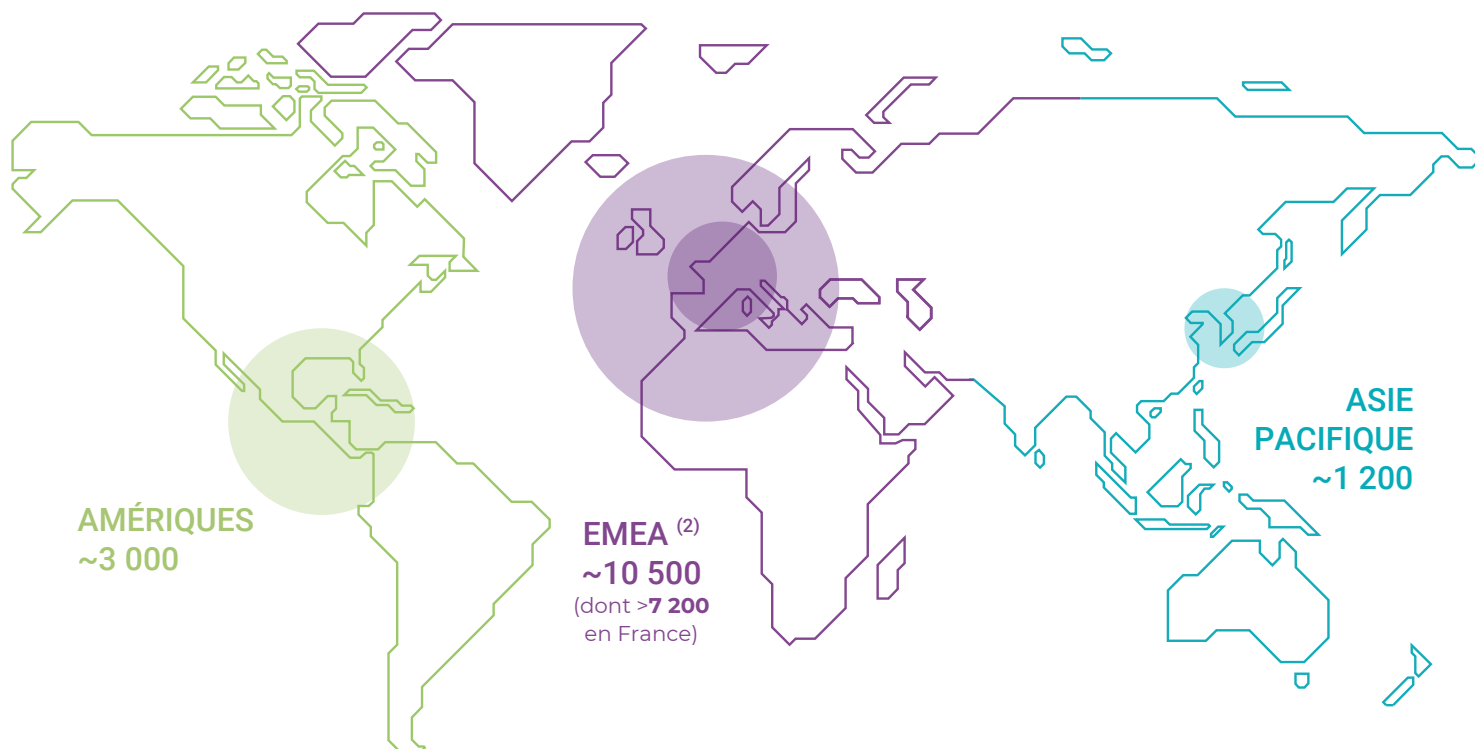 AMÉRIQUES
~3 000
EMEA (2)
~10 500
(dont >7 200
en France)
ASIE
PACIFIQUE
~1 200